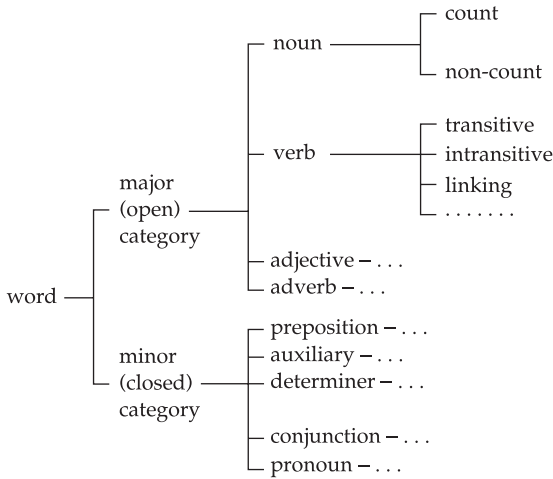 count
noun
non-count
transitive
verb
intransitive
linking
. . . . . . .
major
(open)
category
adjective – . . .
adverb – . . .
word
preposition – . . .
minor
(closed)
category
auxiliary – . . .
determiner – . . .
conjunction – . . .
pronoun – . . .